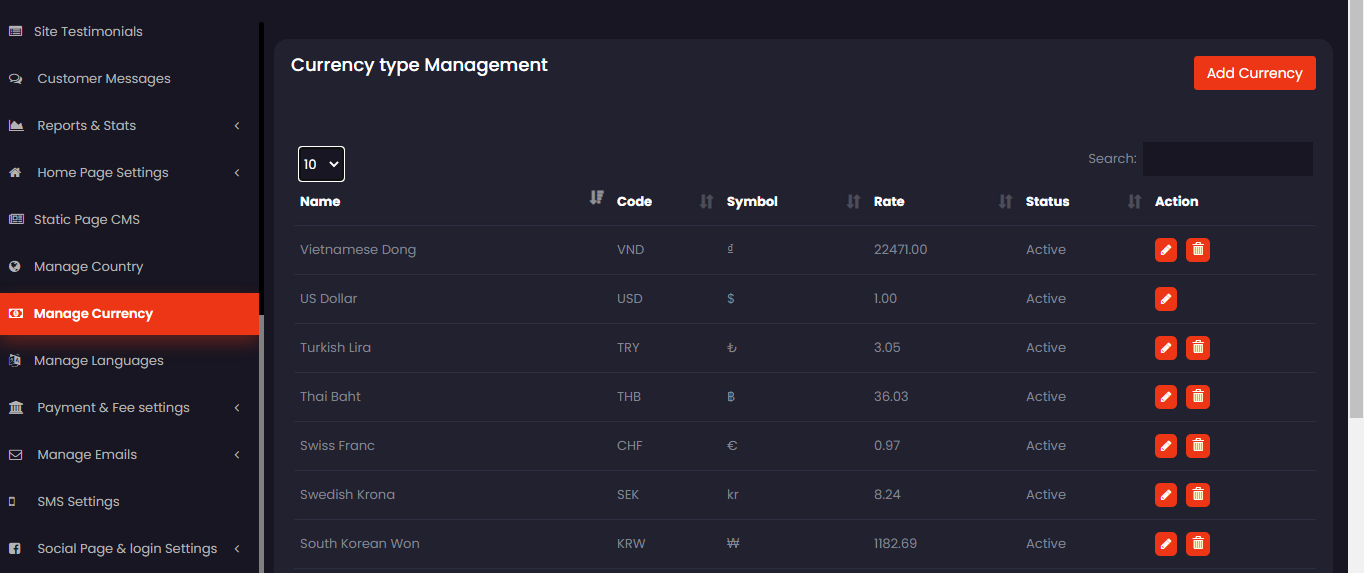 Site Testimonials
Customer Messages
Reports & Stats
Home Page Settings
Static Page CMS
Manage Country
Manage Currency
Manage Languages
Payment & Fee settings
Manage Emails
SMS Settings
Social Page & login Settings
Currency type Management
Add Currency
10
Search:
Name Code Symbol Rate Status Action
Vietnamese Dong VND ₫ 22471.00 Active
US Dollar USD $ 1.00 Active
Turkish Lira TRY ₺ 3.05 Active
Thai Baht THB ฿ 36.03 Active
Swiss Franc CHF € 0.97 Active
Swedish Krona SEK kr 8.24 Active
South Korean Won KRW ₩ 1182.69 Active